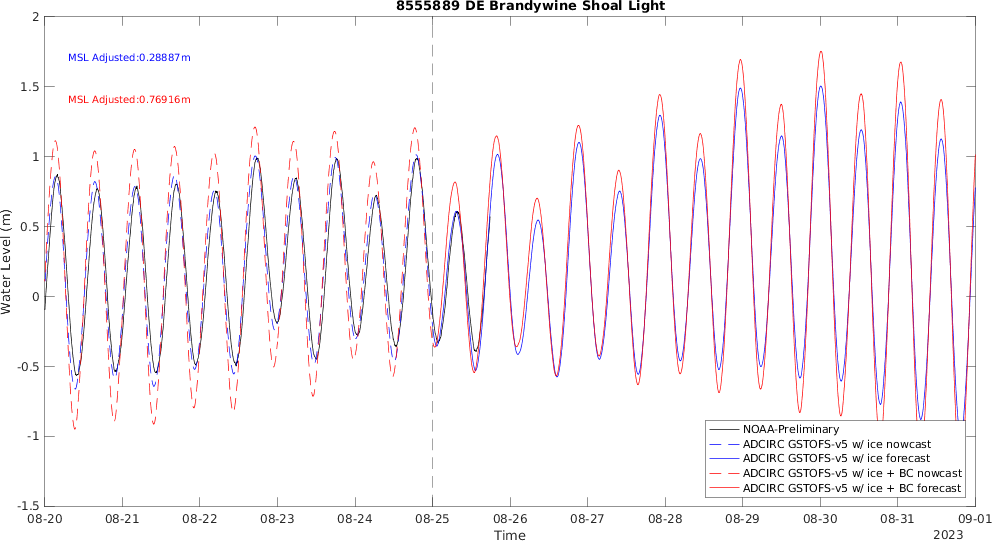 8555889 DE Brandywine Shoal Light
MSL Adjusted:0.28887m
MSL Adjusted:0.76916m
Water Level (m)
2
1.5
1
0.5
0
-0.5
-1
-1.5
NOAA-Preliminary
ADCIRC GSTOFS-v5 w/ ice nowcast
ADCIRC GSTOFS-v5 w/ ice forecast
ADCIRC GSTOFS-v5 w/ ice + BC nowcast
ADCIRC GSTOFS-v5 w/ ice + BC forecast
08-20 08-21 08-22 08-23 08-24 08-25 08-26 08-27 08-28 08-29 08-30 08-31 09-01
Time
2023